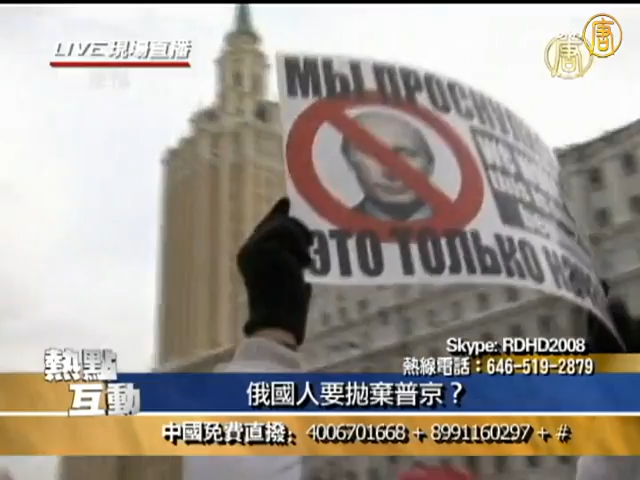 LIVE現場直播
唐
唐
МЫ ПРОСНУ
ЭТО ТОЛЬКО
Skype: RDHD2008
熱線電話：646-519-2879
熱點
互動
俄國人要拋棄普京？
中國免費直撥：4006701668 + 8991160297 + #